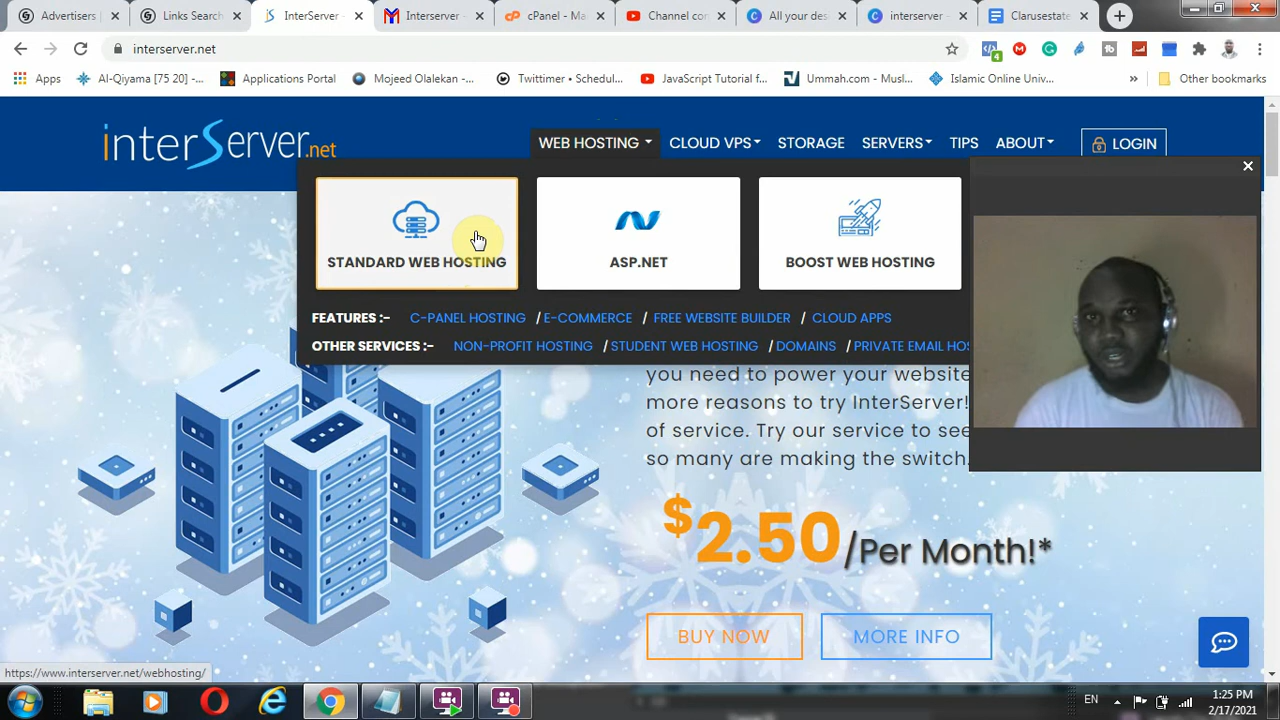 Advertisers
Links Search
InterServer -
Interserver -
cPanel - Ma
Channel con
All your des
interserver -
Clarusestate
interserver.net
4
Apps
Al-Qiyama [75 20] -...
Applications Portal
Mojeed Olalekan -...
Twittimer • Schedul...
JavaScript Tutorial f...
Ummah.com - Musl...
Islamic Online Univ...
»
Other bookmarks
interServer.net
WEB HOSTING
CLOUD VPS
STORAGE
SERVERS
TIPS
ABOUT
LOGIN
STANDARD WEB HOSTING
ASP.NET
BOOST WEB HOSTING
FEATURES :- C-PANEL HOSTING / E-COMMERCE / FREE WEBSITE BUILDER / CLOUD APPS
OTHER SERVICES :- NON-PROFIT HOSTING / STUDENT WEB HOSTING / DOMAINS / PRIVATE EMAIL HOS
you need to power your website
more reasons to try InterServer!
of service. Try our service to see
so many are making the switch.
$2.50/Per Month!*
BUY NOW
MORE INFO
https://www.interserver.net/webhosting/
EN
1:25 PM
2/17/2021